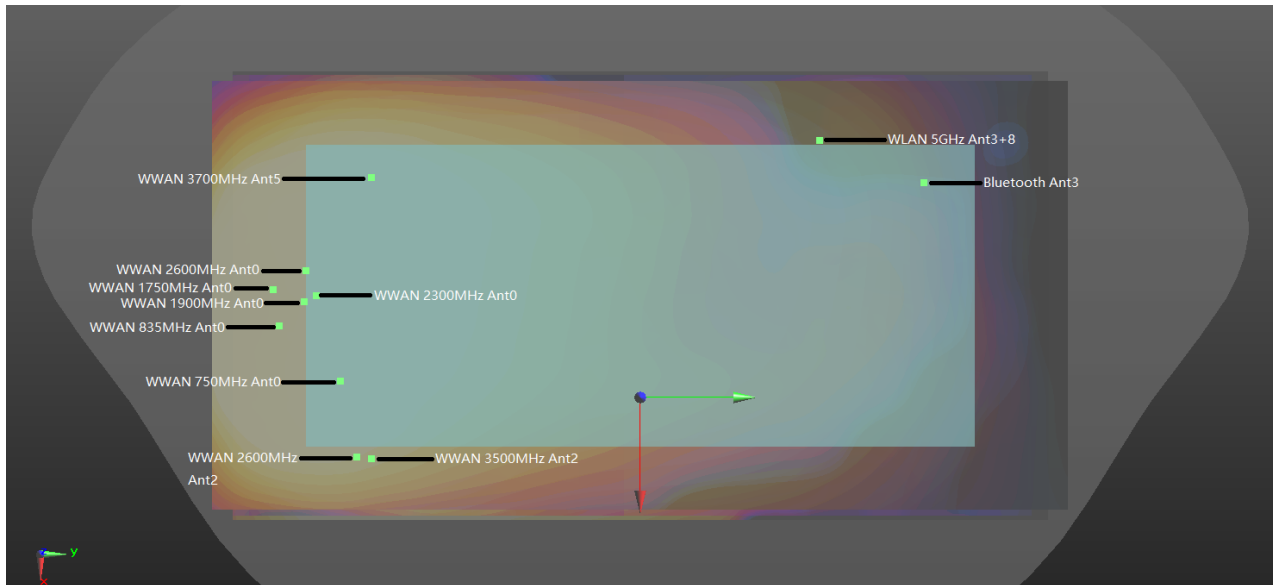 WLAN 5GHz Ant3+8
WWAN 3700MHz Ant5
Bluetooth Ant3
WWAN 2600MHz Ant0
WWAN 1750MHz Ant0
WWAN 2300MHz Ant0
WWAN 1900MHz Ant0
WWAN 835MHz Ant0
WWAN 750MHz Ant0
WWAN 2600MHz
Ant2
WWAN 3500MHz Ant2
y
x